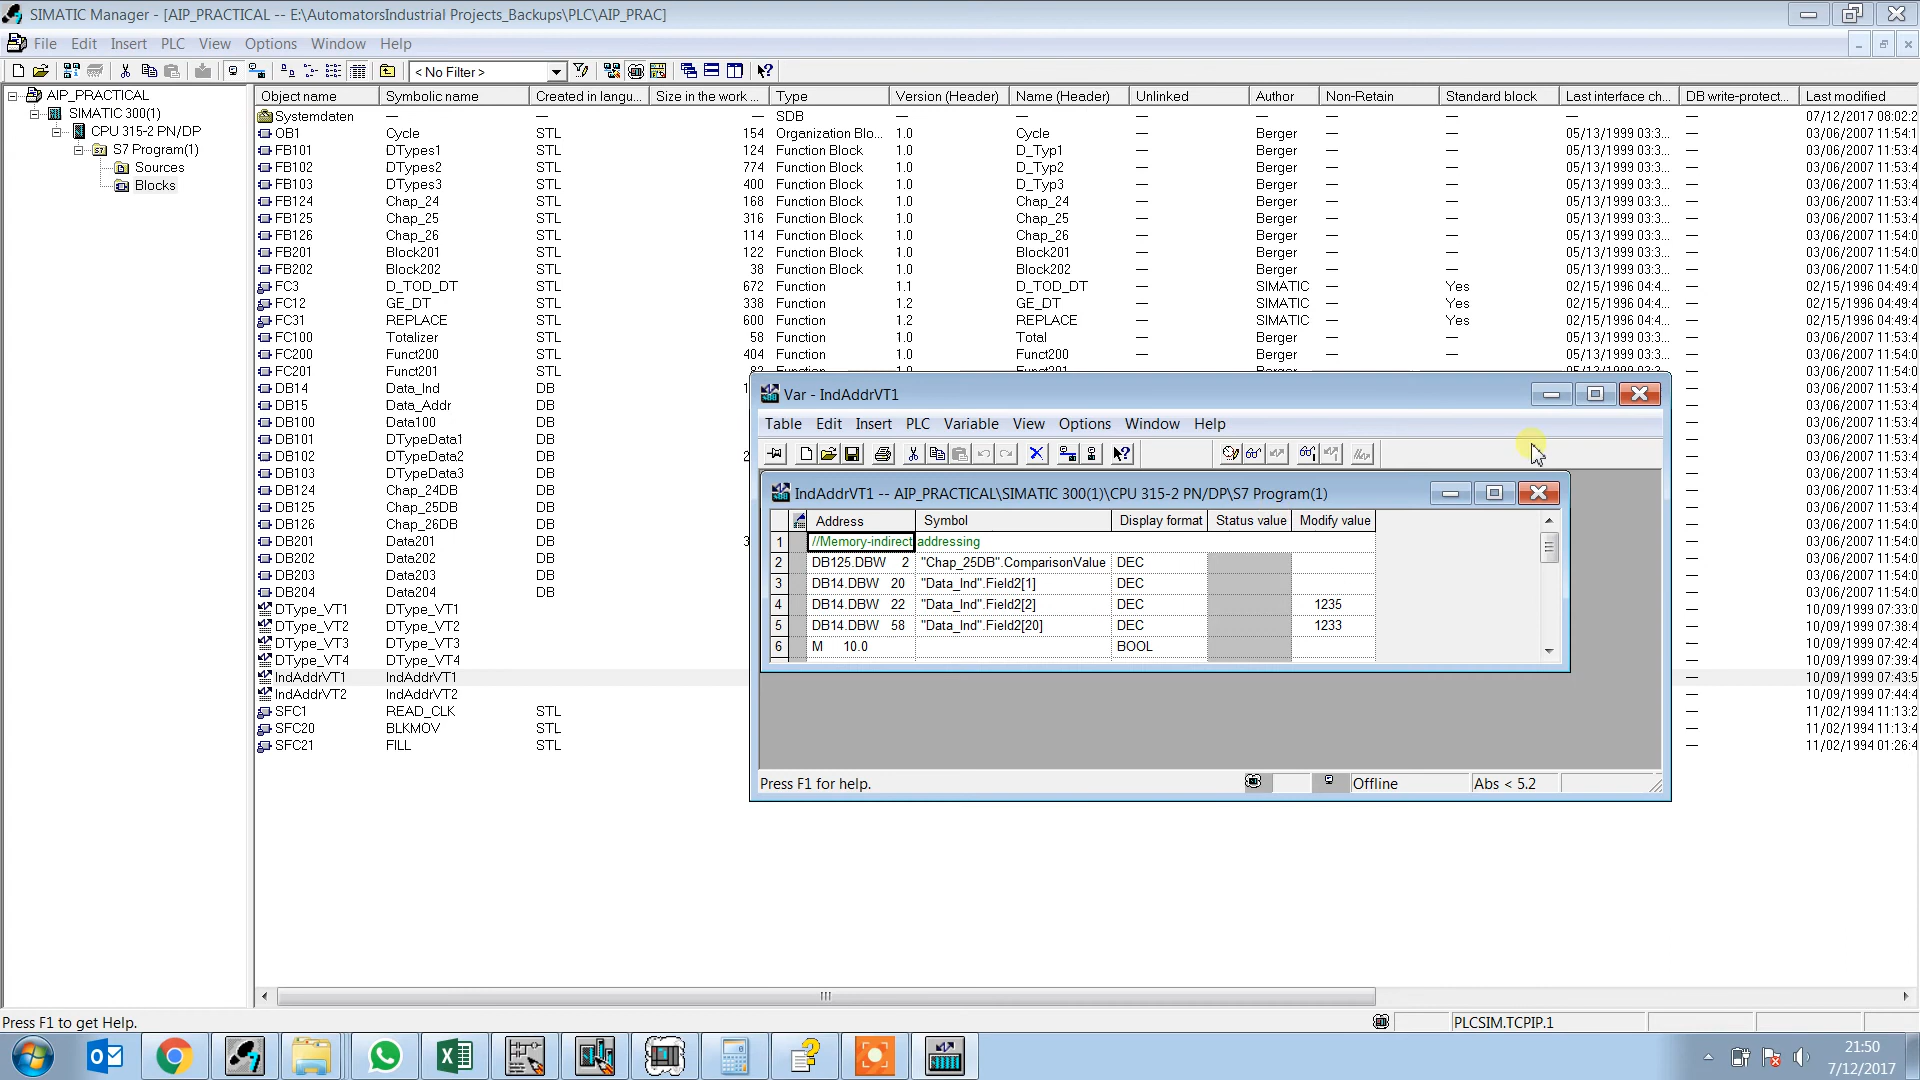 SIMATIC Manager - [AIP_PRACTICAL -- E:\AutomatorsIndustrial Projects_Backups\PLC\AIP_PRAC]
File Edit Insert PLC View Options Window Help
< No Filter >
AIP_PRACTICAL
SIMATIC 300(1)
CPU 315-2 PN/DP
S7 Program(1)
Sources
Blocks
Object name Symbolic name Created in langu... Size in the work ... Type Version (Header) Name (Header) Unlinked Author Non-Retain Standard block Last interface ch... DB write-protect... Last modified
Systemdaten — — — SDB — — — — — — — — 07/12/2017 08:02:2
OB1 Cycle STL 154 Organization Blo... 1.0 Cycle — Berger — — 05/13/1999 03:3... — 03/06/2007 11:54:1
FB101 DTypes1 STL 124 Function Block 1.0 D_Typ1 — Berger — — 05/13/1999 03:3... — 03/06/2007 11:53:4
FB102 DTypes2 STL 774 Function Block 1.0 D_Typ2 — Berger — — 05/13/1999 03:3... — 03/06/2007 11:53:4
FB103 DTypes3 STL 400 Function Block 1.0 D_Typ3 — Berger — — 05/13/1999 03:3... — 03/06/2007 11:53:4
FB124 Chap_24 STL 168 Function Block 1.0 Chap_24 — Berger — — 05/13/1999 03:3... — 03/06/2007 11:53:4
FB125 Chap_25 STL 316 Function Block 1.0 Chap_25 — Berger — — 05/13/1999 03:3... — 03/06/2007 11:53:4
FB126 Chap_26 STL 114 Function Block 1.0 Chap_26 — Berger — — 05/13/1999 03:3... — 03/06/2007 11:54:0
FB201 Block201 STL 122 Function Block 1.0 Block201 — Berger — — 05/13/1999 03:3... — 03/06/2007 11:54:0
FB202 Block202 STL 38 Function Block 1.0 Block202 — Berger — — 05/13/1999 03:3... — 03/06/2007 11:54:0
FC3 D_TOD_DT STL 672 Function 1.1 D_TOD_DT — SIMATIC — Yes 02/15/1996 04:4... — 02/15/1996 04:49:4
FC12 GE_DT STL 338 Function 1.2 GE_DT — SIMATIC — Yes 02/15/1996 04:4... — 02/15/1996 04:49:4
FC31 REPLACE STL 600 Function 1.2 REPLACE — SIMATIC — Yes 02/15/1996 04:4... — 02/15/1996 04:49:4
FC100 Totalizer STL 58 Function 1.0 Total — Berger — — 05/13/1999 03:3... — 03/06/2007 11:53:4
FC200 Funct200 STL 404 Function 1.0 Funct200 — Berger — — 05/13/1999 03:3... — 03/06/2007 11:54:0
FC201 Funct201 STL 03/06/2007 11:54:0
DB14 Data_Ind DB 1 — 03/06/2007 11:53:4
DB15 Data_Addr DB — 03/06/2007 11:53:4
DB100 Data100 DB — 03/06/2007 11:53:4
DB101 DTypeData1 DB — 03/06/2007 11:53:4
DB102 DTypeData2 DB 2 — 03/06/2007 11:53:4
DB103 DTypeData3 DB — 03/06/2007 11:53:4
DB124 Chap_24DB DB — 03/06/2007 11:53:4
DB125 Chap_25DB DB — 03/06/2007 11:53:4
DB126 Chap_26DB DB — 03/06/2007 11:54:0
DB201 Data201 DB 3 — 03/06/2007 11:54:0
DB202 Data202 DB — 03/06/2007 11:54:0
DB203 Data203 DB — 03/06/2007 11:54:0
DB204 Data204 DB — 03/06/2007 11:54:0
DType_VT1 DType_VT1 — 10/09/1999 07:33:0
DType_VT2 DType_VT2 — 10/09/1999 07:38:4
DType_VT3 DType_VT3 — 10/09/1999 07:42:4
DType_VT4 DType_VT4 — 10/09/1999 07:39:4
IndAddrVT1 IndAddrVT1 — 10/09/1999 07:43:5
IndAddrVT2 IndAddrVT2 — 10/09/1999 07:44:4
SFC1 READ_CLK STL — 11/02/1994 11:13:2
SFC20 BLKMOV STL — 11/02/1994 11:13:4
SFC21 FILL STL — 11/02/1994 01:26:4
Var - IndAddrVT1
Table Edit Insert PLC Variable View Options Window Help
IndAddrVT1 -- AIP_PRACTICAL\SIMATIC 300(1)\CPU 315-2 PN/DP\S7 Program(1)
Address Symbol Display format Status value Modify value
1 //Memory-indirect addressing
2 DB125.DBW 2 "Chap_25DB".ComparisonValue DEC
3 DB14.DBW 20 "Data_Ind".Field2[1] DEC
4 DB14.DBW 22 "Data_Ind".Field2[2] DEC 1235
5 DB14.DBW 58 "Data_Ind".Field2[20] DEC 1233
6 M 10.0 BOOL
Press F1 for help. Offline Abs < 5.2
Press F1 to get Help. PLCSIM.TCPIP.1
21:50
7/12/2017